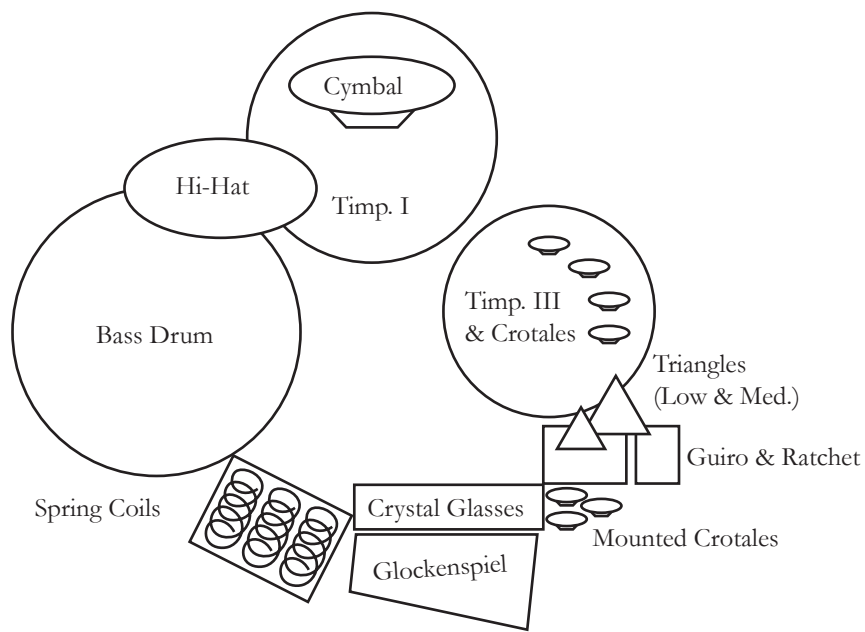 Cymbal
Hi-Hat
Timp. I
Timp. III
& Crotales
Bass Drum
Triangles
(Low & Med.)
Guiro & Ratchet
Spring Coils
Crystal Glasses
Mounted Crotales
Glockenspiel